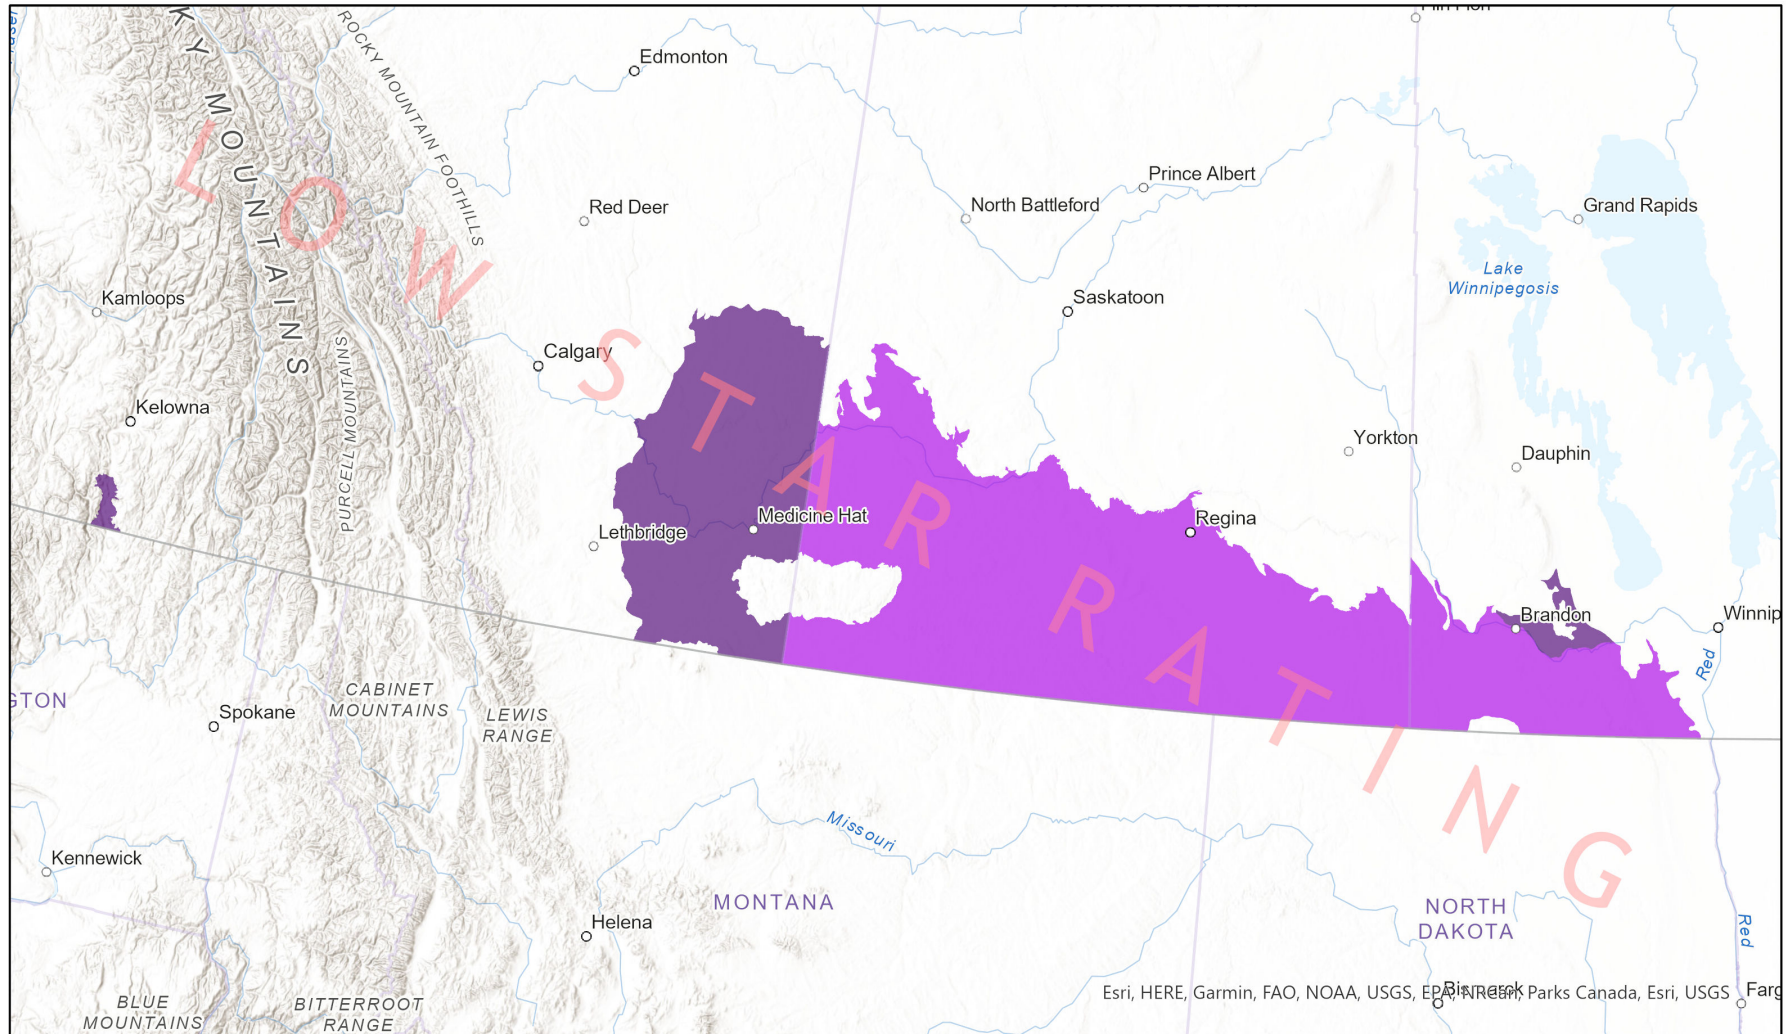 ROCKY MOUNTAIN FOOTHILLS
KY MOUNTAINS
Edmonton
Prince Albert
Red Deer
North Battleford
Grand Rapids
Lake
Winnipegosis
Kamloops
Saskatoon
Calgary
PURCELL MOUNTAINS
Kelowna
Yorkton
Dauphin
Medicine Hat
Regina
Lethbridge
Brandon
Winnip
Red
LOW STAR RATING
GTON
CABINET
MOUNTAINS
Spokane
LEWIS
RANGE
Missouri
Kennewick
MONTANA
Helena
NORTH
DAKOTA
Red
Bismarck
Farg
BLUE
MOUNTAINS
BITTERROOT
RANGE
Esri, HERE, Garmin, FAO, NOAA, USGS, EPA, NRCan, Parks Canada, Esri, USGS